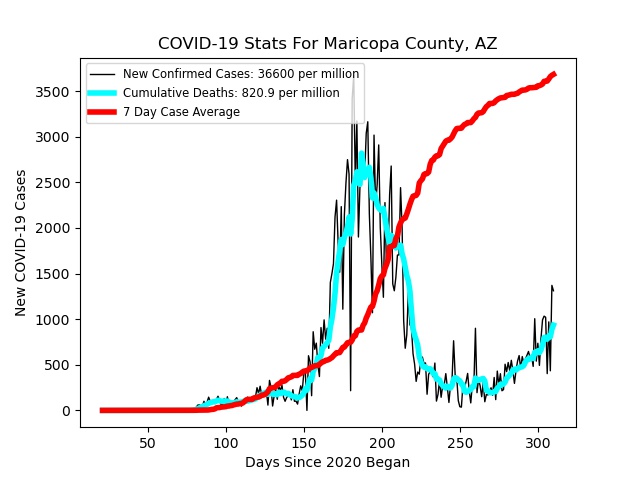 COVID-19 Stats For Maricopa County, AZ
New Confirmed Cases: 36600 per million
Cumulative Deaths: 820.9 per million
7 Day Case Average
New COVID-19 Cases
3500
3000
2500
2000
1500
1000
500
0
50 100 150 200 250 300
Days Since 2020 Began